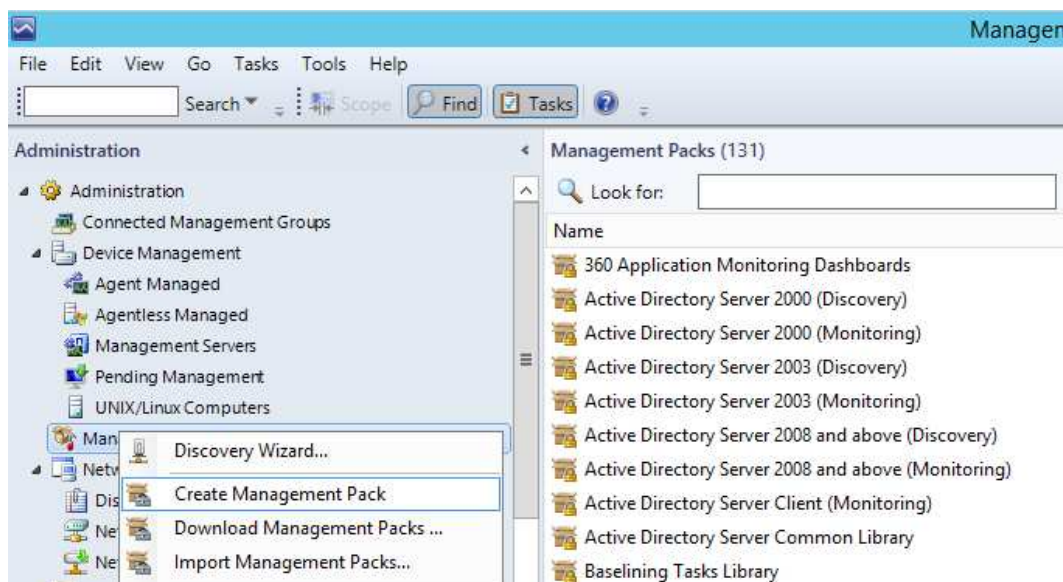 Managem
File Edit View Go Tasks Tools Help
Search Scope Find Tasks
Administration
Management Packs (131)
Administration
Look for:
Connected Management Groups
Name
Device Management
360 Application Monitoring Dashboards
Agent Managed
Active Directory Server 2000 (Discovery)
Agentless Managed
Active Directory Server 2000 (Monitoring)
Management Servers
Active Directory Server 2003 (Discovery)
Pending Management
Active Directory Server 2003 (Monitoring)
UNIX/Linux Computers
Active Directory Server 2008 and above (Discovery)
Man
Discovery Wizard...
Active Directory Server 2008 and above (Monitoring)
Netw
Create Management Pack
Active Directory Server Client (Monitoring)
Dis
Download Management Packs ...
Active Directory Server Common Library
Ne
Import Management Packs...
Baselining Tasks Library
Ne